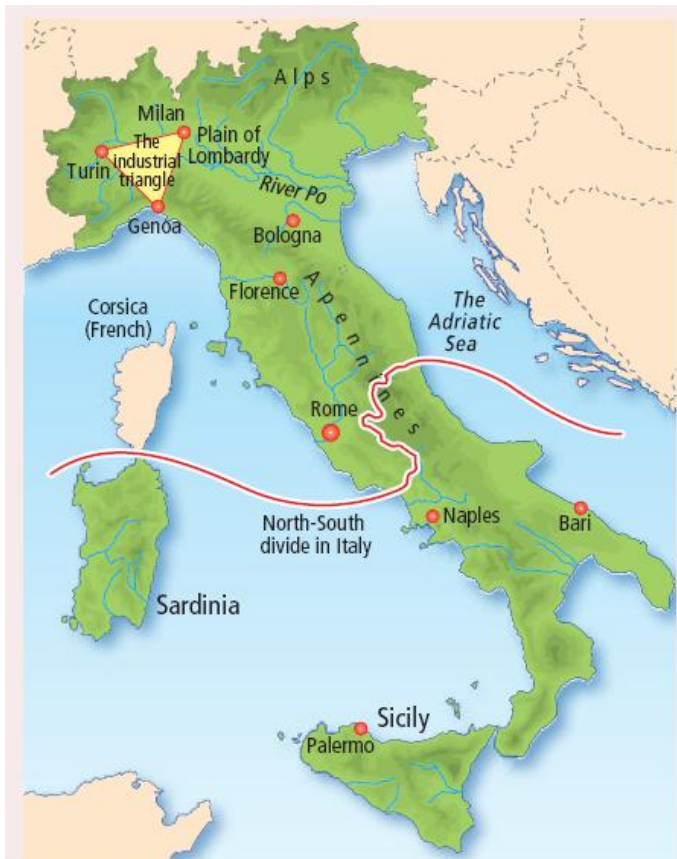 Alps
Milan
Plain of
Lombardy
The
industrial
triangle
Turin
River Po
Genoa
Bologna
Florence
Apennines
Corsica
(French)
The
Adriatic
Sea
Rome
North-South
divide in Italy
Naples
Bari
Sardinia
Sicily
Palermo